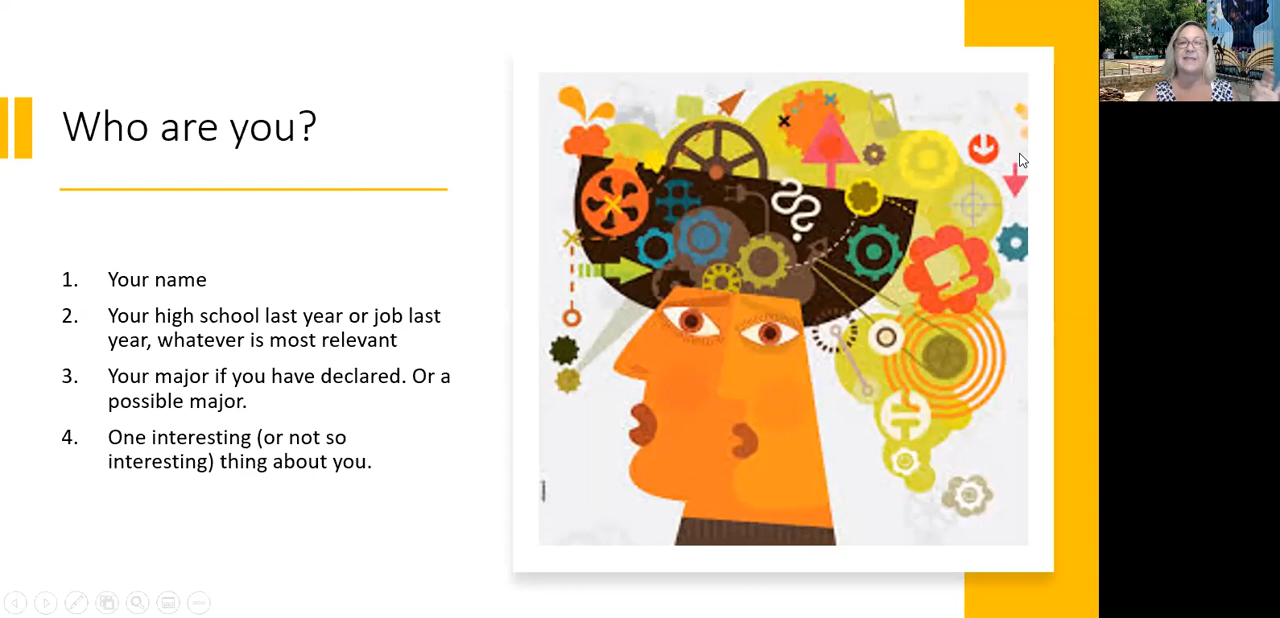 Who are you?
1. Your name
2. Your high school last year or job last
year, whatever is most relevant
3. Your major if you have declared. Or a
possible major.
4. One interesting (or not so
interesting) thing about you.